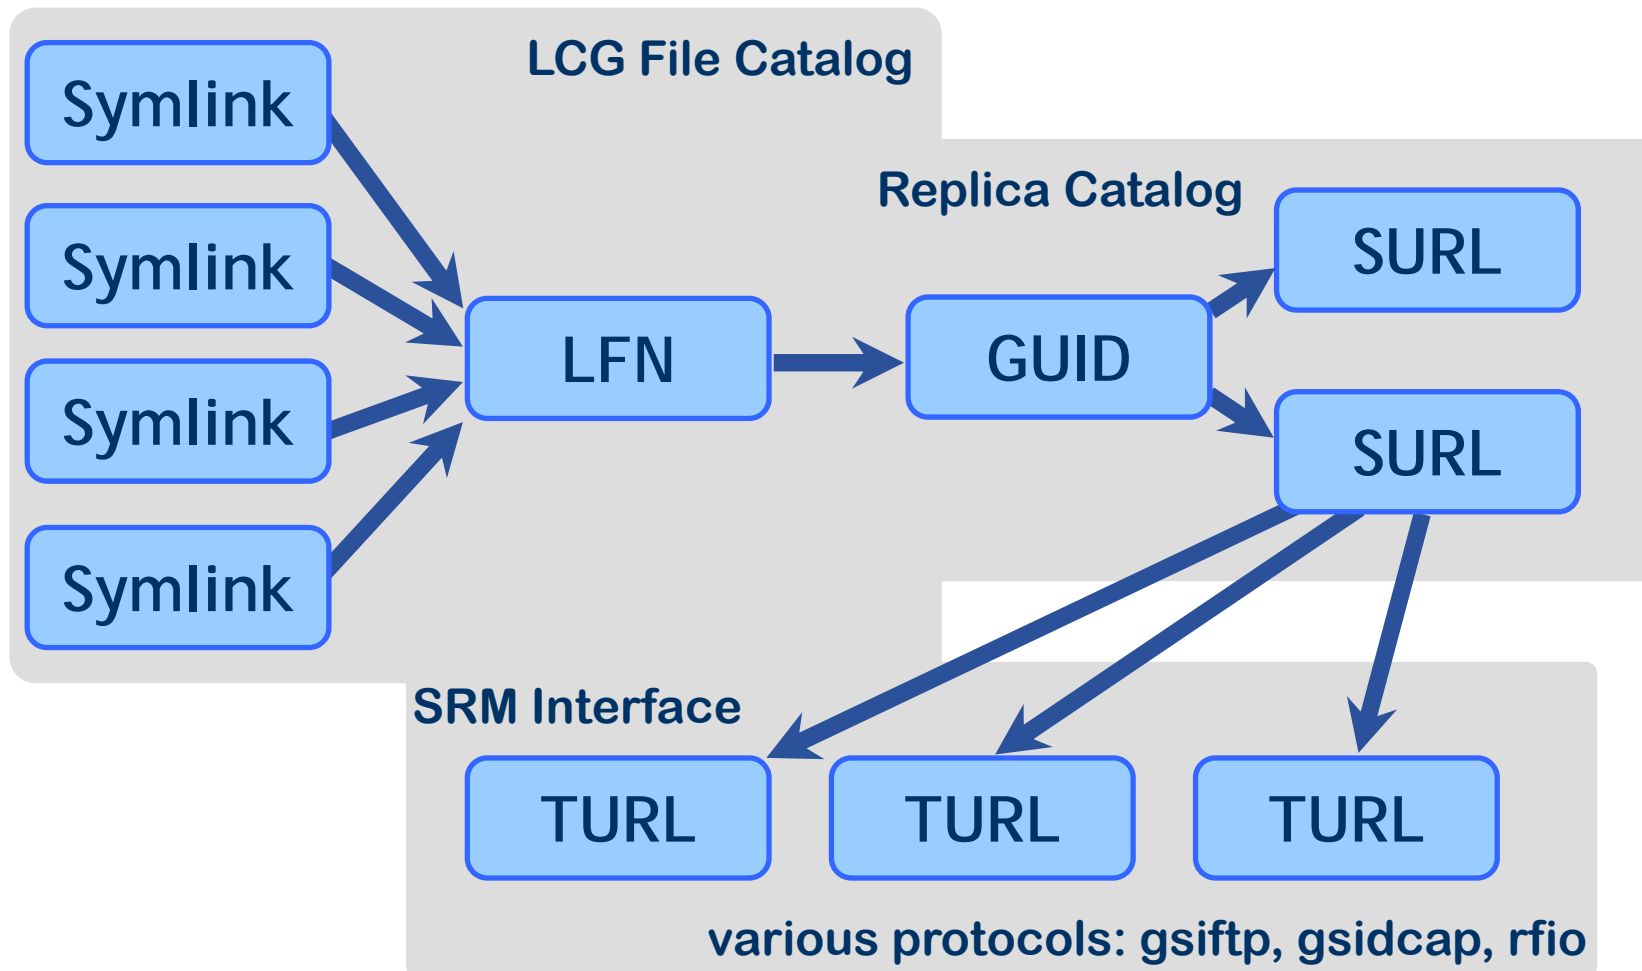 LCG File Catalog
Symlink
Symlink
Symlink
Symlink
LFN
Replica Catalog
GUID
SURL
SURL
SRM Interface
TURL
TURL
TURL
various protocols: gsiftp, gsidcap, rfio